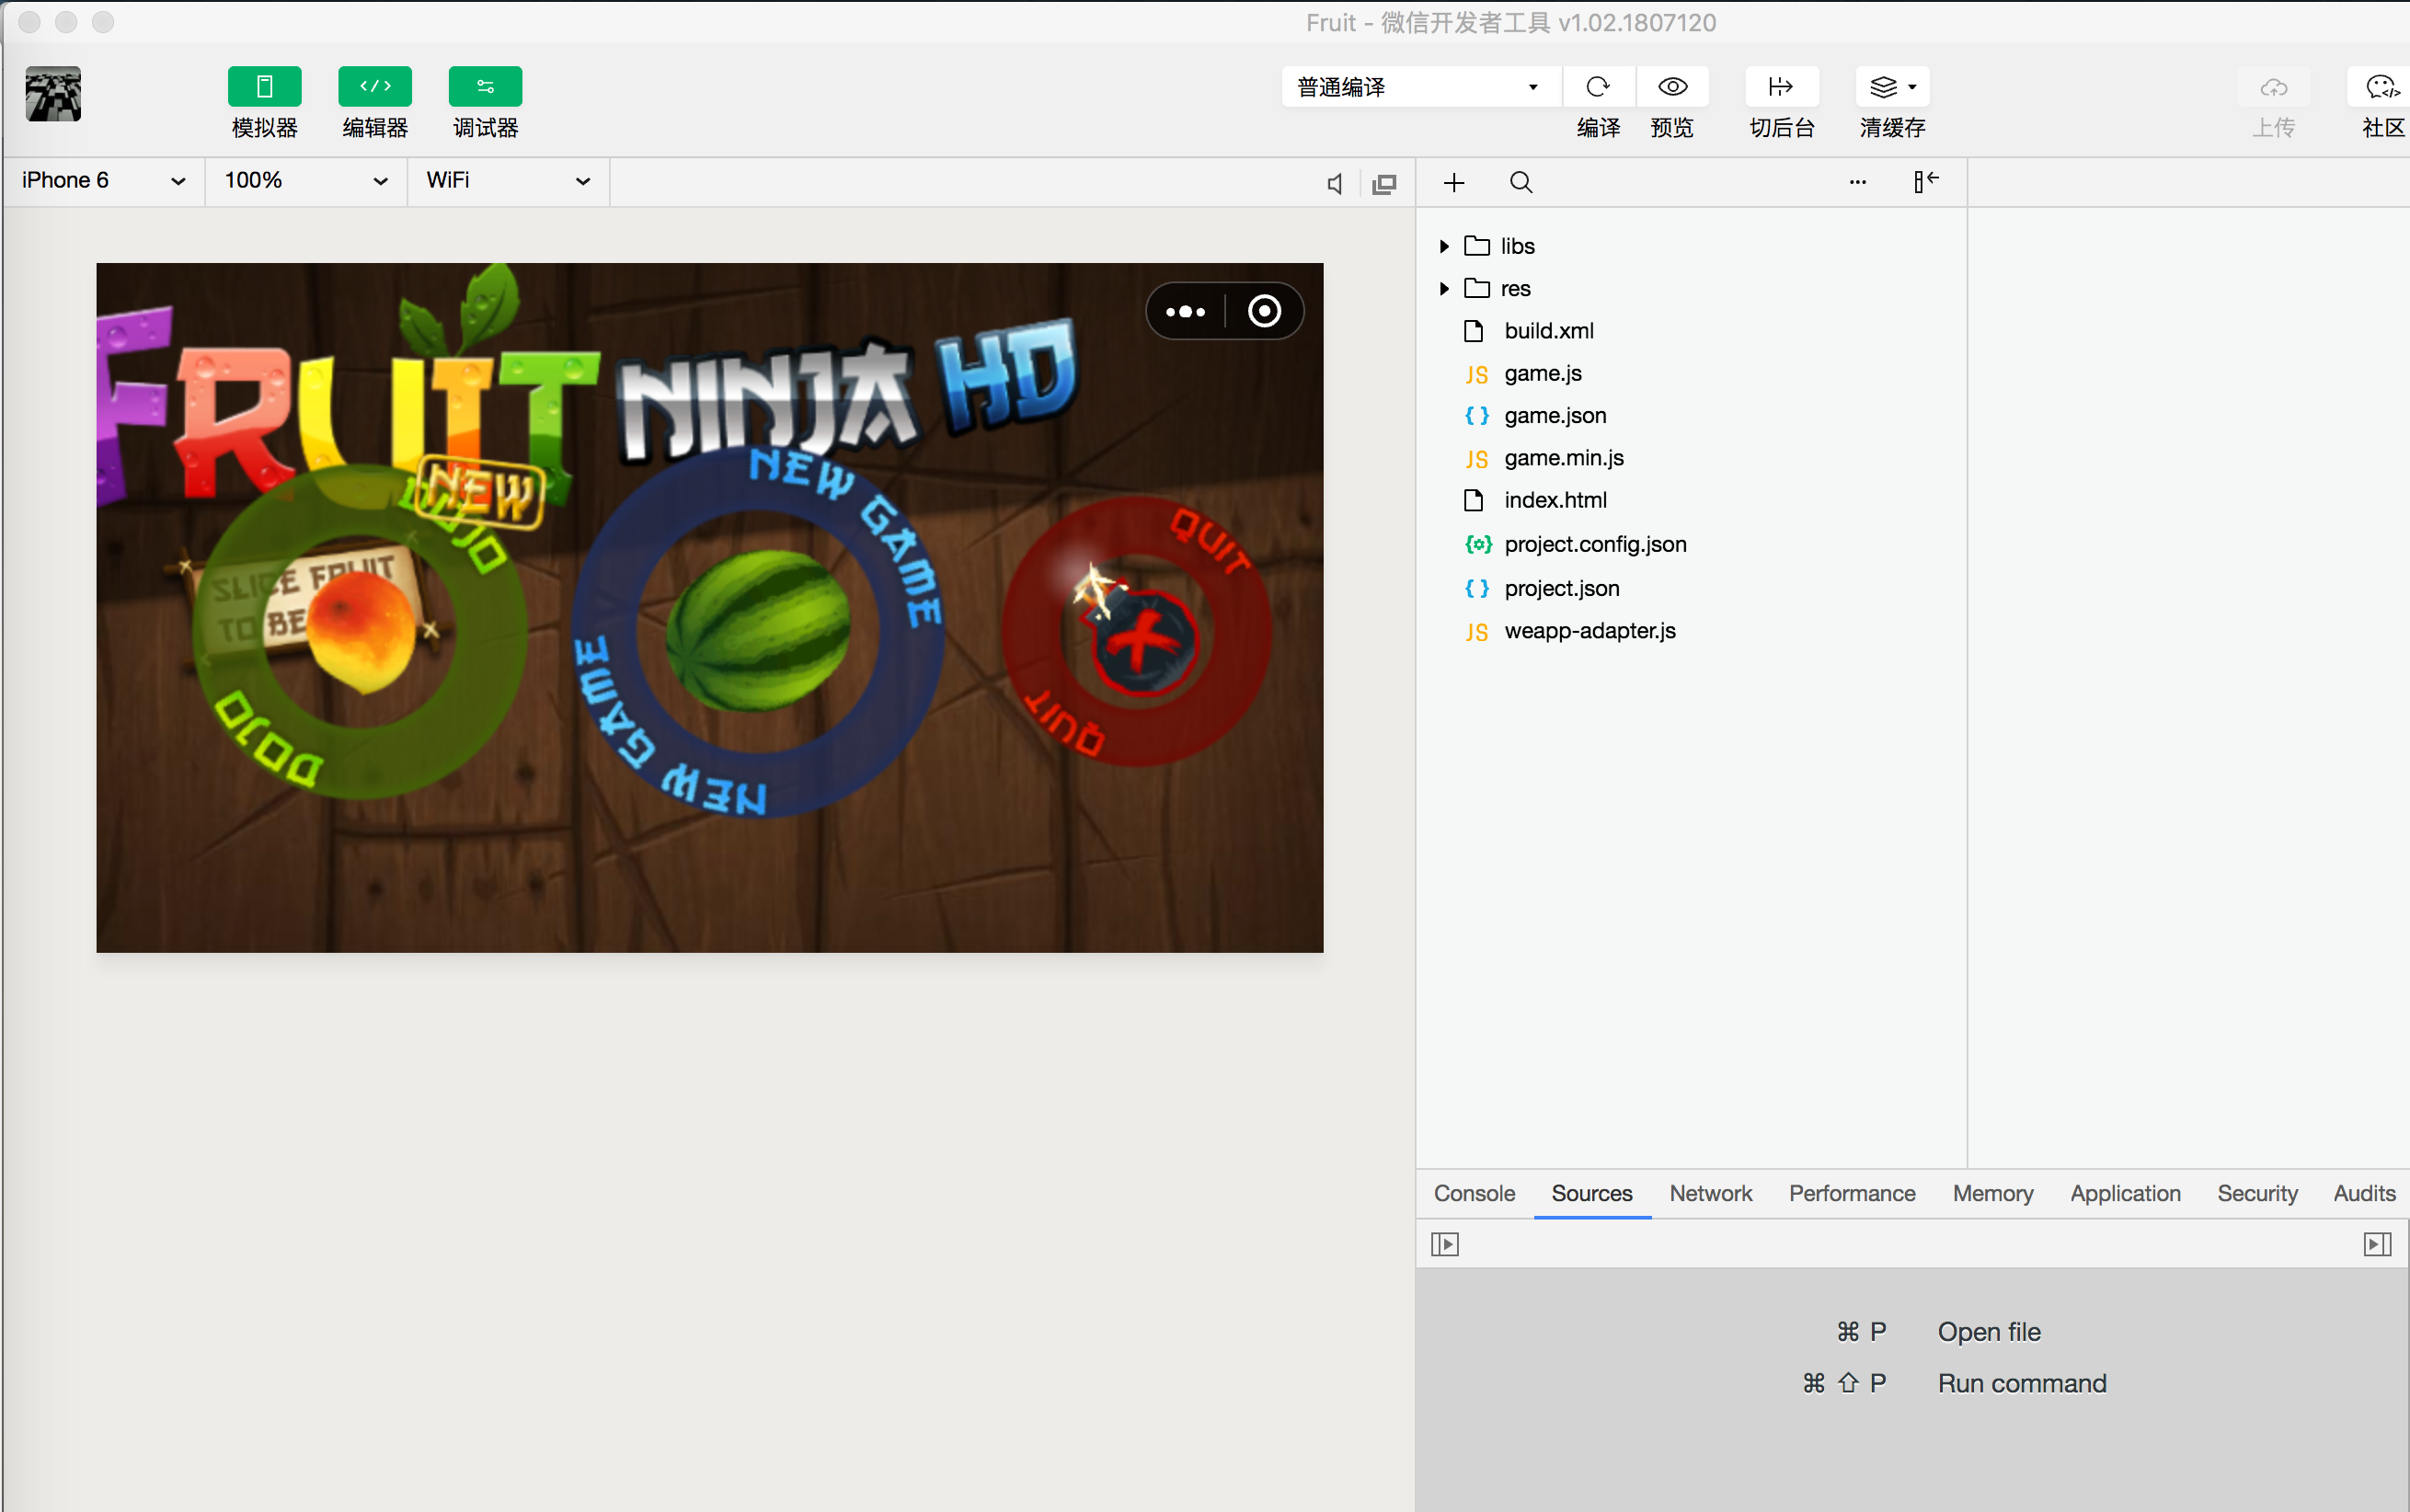 Fruit - 微信开发者工具 v1.02.1807120
模拟器 编辑器 调试器
普通编译
编译 预览 切后台 清缓存 上传 社区
iPhone 6 100% WiFi
FRUIT NINJA HD
NEW
DOJO
SLICE FRUIT
TO BE
DOJO
NEW GAME
NEW GAME
QUIT
QUIT
libs
res
build.xml
JS game.js
{ } game.json
JS game.min.js
index.html
project.config.json
{ } project.json
JS weapp-adapter.js
Console Sources Network Performance Memory Application Security Audits
⌘ P Open file
⌘ ⇧ P Run command